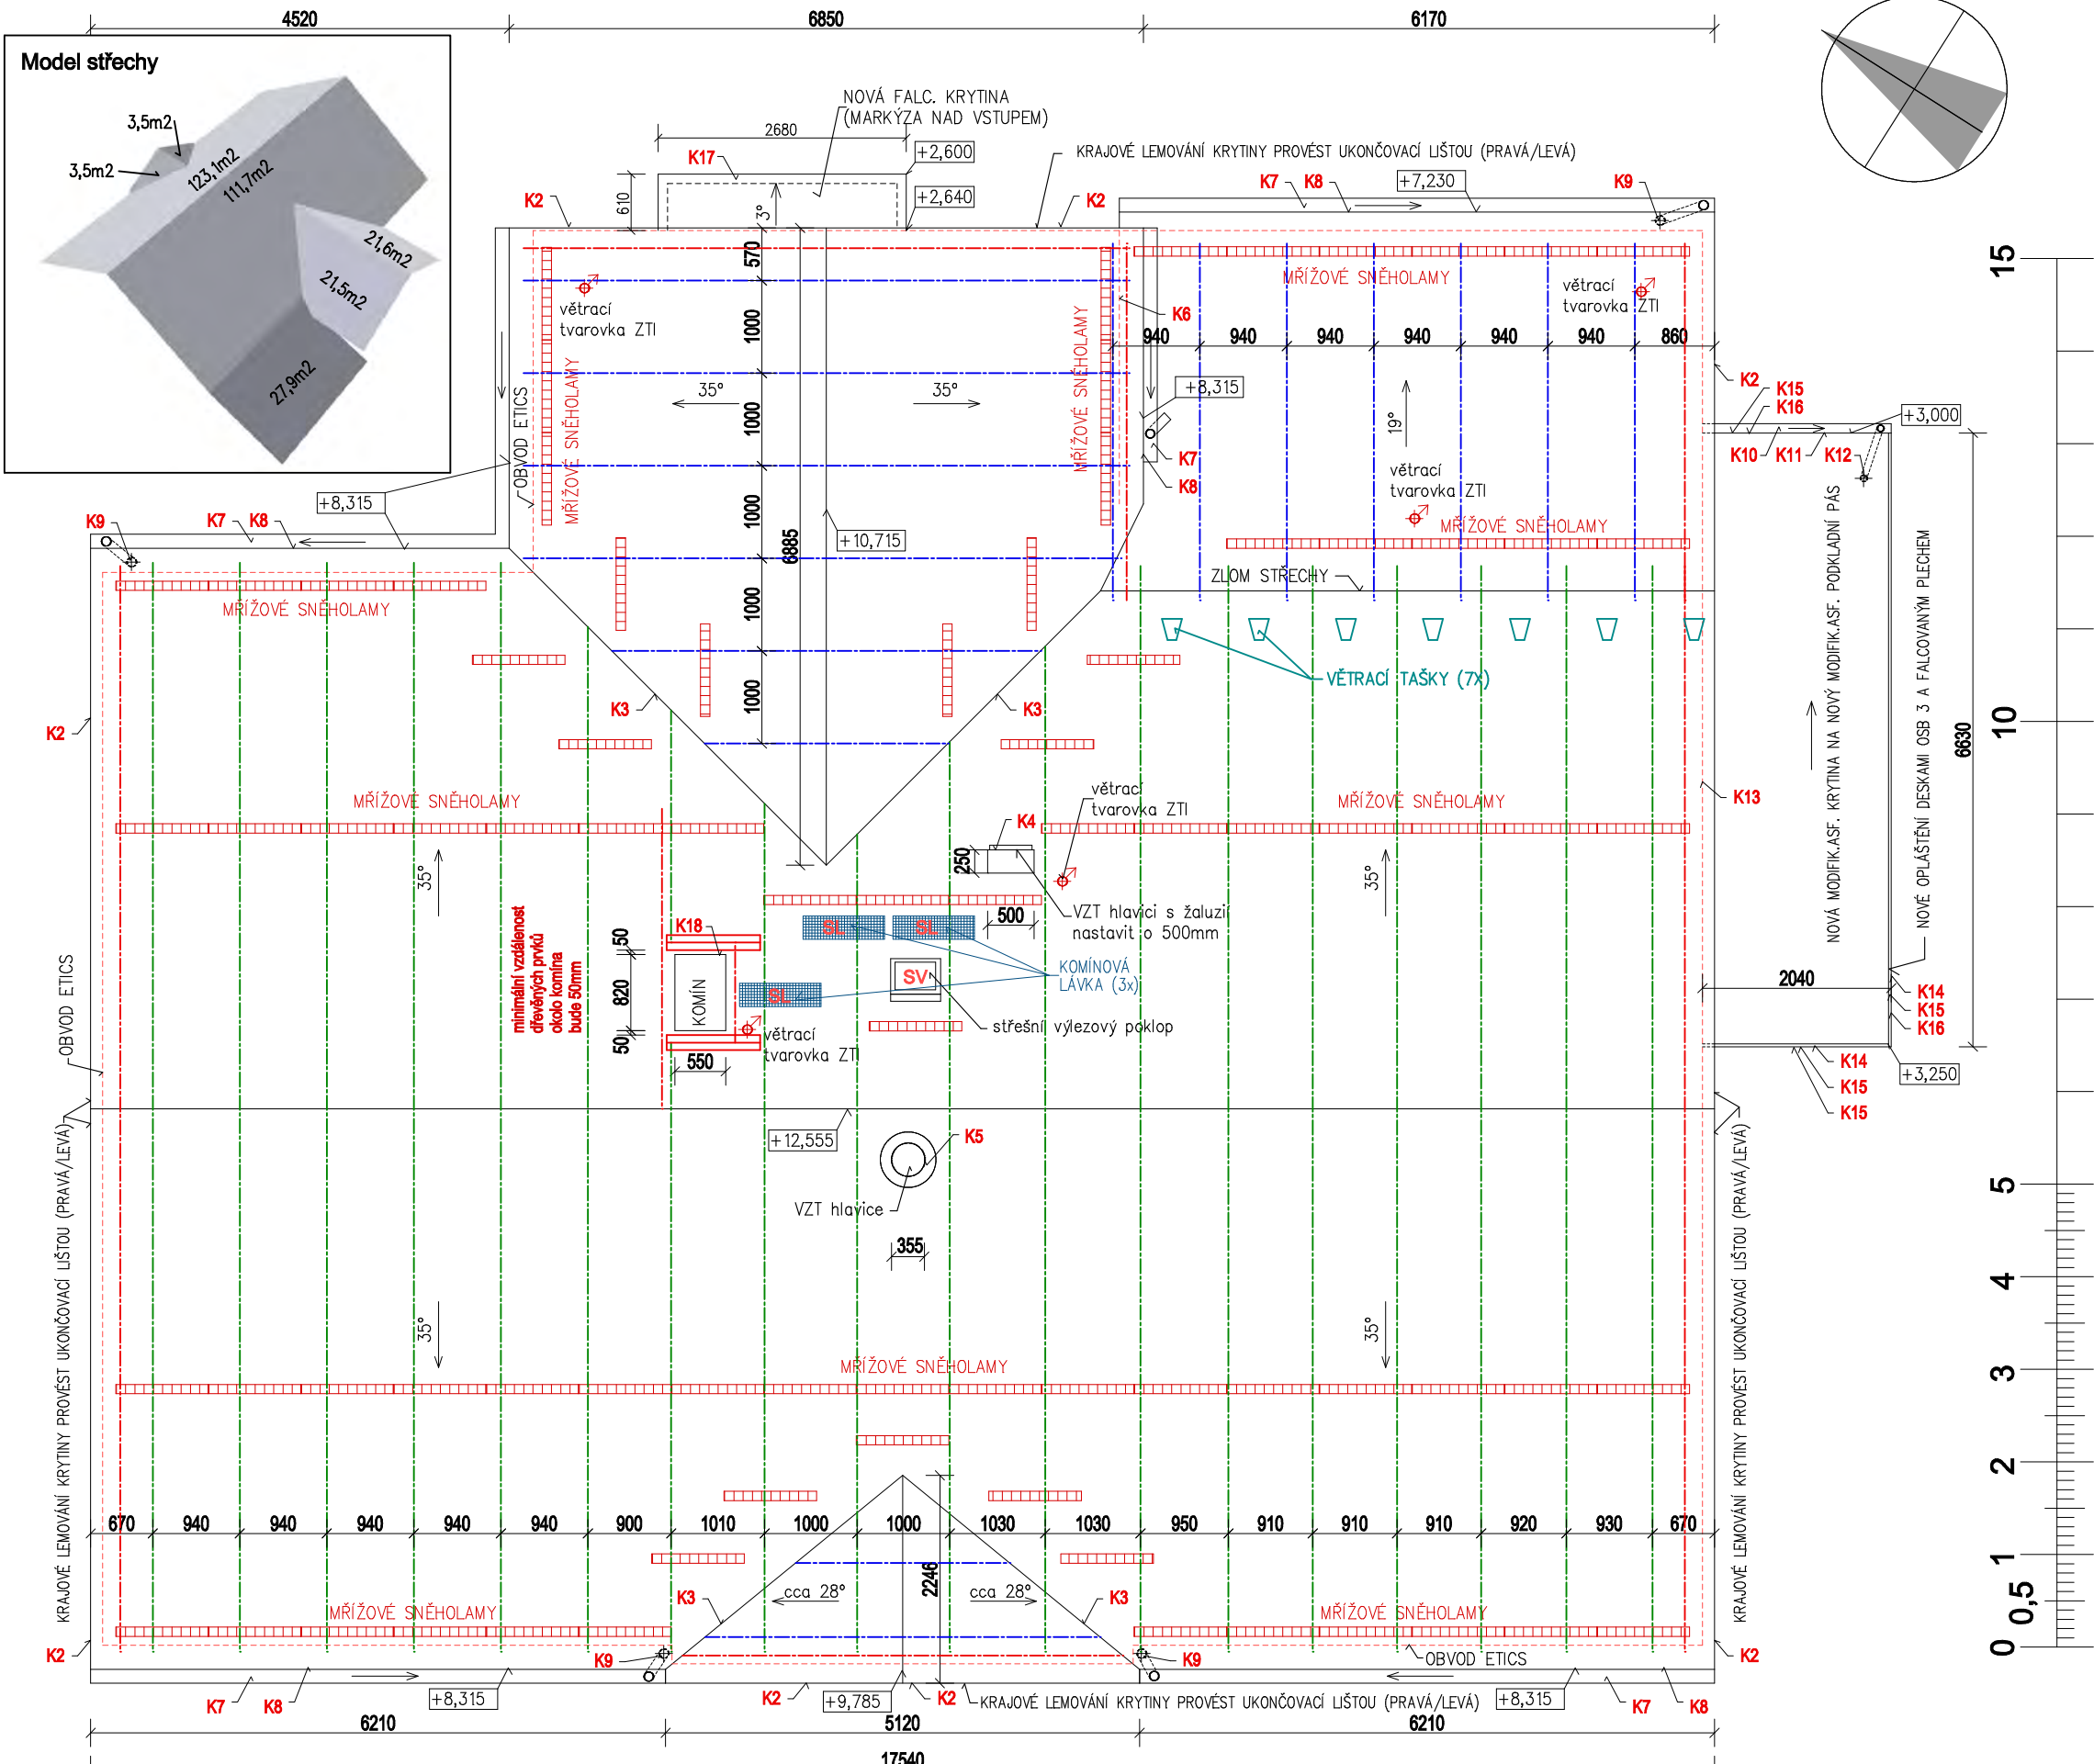 4520
6850
6170
Model střechy
3,5m2
3,5m2
123,1m2
111,7m2
21,6m2
21,5m2
27,9m2
NOVÁ FALC. KRYTINA
(MARKÝZA NAD VSTUPEM)
2680
K17
+2,600
+2,640
610
3°
KRAJOVÉ LEMOVÁNÍ KRYTINY PROVÉST UKONČOVACÍ LIŠTOU (PRAVÁ/LEVÁ)
K2
K2
K7
K8
+7,230
K9
570
1000
1000
1000
1000
1000
6885
větrací
tvarovka ZTI
MŘÍŽOVÉ SNĚHOLAMY
MŘÍŽOVÉ SNĚHOLAMY
OBVOD ETICS
35°
35°
K6
MŘÍŽOVÉ SNĚHOLAMY
větrací
tvarovka ZTI
940
940
940
940
940
940
860
+8,315
19°
K7
K8
větrací
tvarovka ZTI
MŘÍŽOVÉ SNĚHOLAMY
K2
K15
K16
+3,000
K10
K11
K12
+8,315
+10,715
K9
K7
K8
MŘÍŽOVÉ SNĚHOLAMY
ZLOM STŘECHY
VĚTRACÍ TAŠKY (7X)
K3
K3
K2
K13
NOVÁ MODIFIK.ASF. KRYTINA NA NOVÝ MODIFIK.ASF. PODKLADNÍ PÁS
NOVÉ OPLÁŠTĚNÍ DESKAMI OSB 3 A FALCOVANÝM PLECHEM
6630
15
10
5
4
3
2
1
0,5
0
MŘÍŽOVÉ SNĚHOLAMY
MŘÍŽOVÉ SNĚHOLAMY
větrací
tvarovka ZTI
K4
250
500
VZT hlavici s žaluzií
nastavit o 500mm
35°
35°
minimální vzdálenost
dřevěných prvků
okolo komína
bude 50mm
50
820
50
K18
KOMÍN
550
SL
SL
SL
SV
KOMÍNOVÁ
LÁVKA (3x)
střešní výlezový poklop
větrací
tvarovka ZTI
2040
K14
K15
K16
K14
K15
K15
+3,250
OBVOD ETICS
+12,555
K5
VZT hlavice
355
35°
35°
KRAJOVÉ LEMOVÁNÍ KRYTINY PROVÉST UKONČOVACÍ LIŠTOU (PRAVÁ/LEVÁ)
KRAJOVÉ LEMOVÁNÍ KRYTINY PROVÉST UKONČOVACÍ LIŠTOU (PRAVÁ/LEVÁ)
MŘÍŽOVÉ SNĚHOLAMY
670
940
940
940
940
940
900
1010
1000
1000
1030
1030
950
910
910
910
920
930
670
2246
cca 28°
cca 28°
K3
K3
MŘÍŽOVÉ SNĚHOLAMY
MŘÍŽOVÉ SNĚHOLAMY
K2
K9
K9
OBVOD ETICS
K2
K7
K8
+8,315
K2
+9,785
K2
KRAJOVÉ LEMOVÁNÍ KRYTINY PROVÉST UKONČOVACÍ LIŠTOU (PRAVÁ/LEVÁ)
+8,315
K7
K8
6210
5120
6210
17540